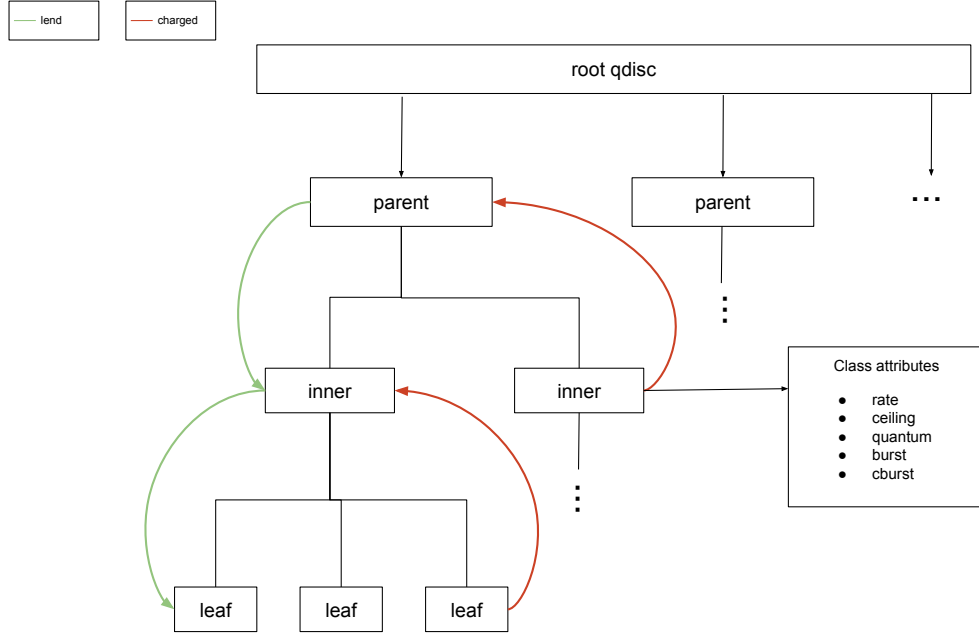 lend
charged
root qdisc
parent
parent
...
inner
inner
Class attributes
● rate
● ceiling
● quantum
● burst
● cburst
leaf
leaf
leaf